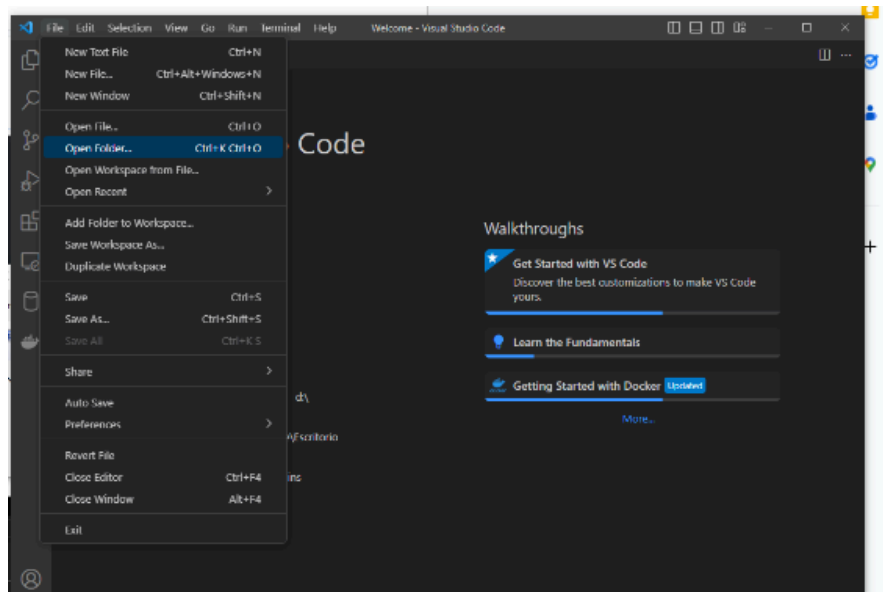 File Edit Selection View Go Run Terminal Help Welcome - Visual Studio Code
New Text File Ctrl+N
New File... Ctrl+Alt+Windows+N
New Window Ctrl+Shift+N
Open File... Ctrl+O
Open Folder... Ctrl+K Ctrl+O
Open Workspace from File...
Open Recent
Add Folder to Workspace...
Save Workspace As...
Duplicate Workspace
Save Ctrl+S
Save As... Ctrl+Shift+S
Save All Ctrl+K S
Share
Auto Save
Preferences
Revert File
Close Editor Ctrl+F4
Close Window Alt+F4
Exit
Code
d:\
\Escritorio
ins
Walkthroughs
Get Started with VS Code
Discover the best customizations to make VS Code
yours.
Learn the Fundamentals
Getting Started with Docker Updated
More...